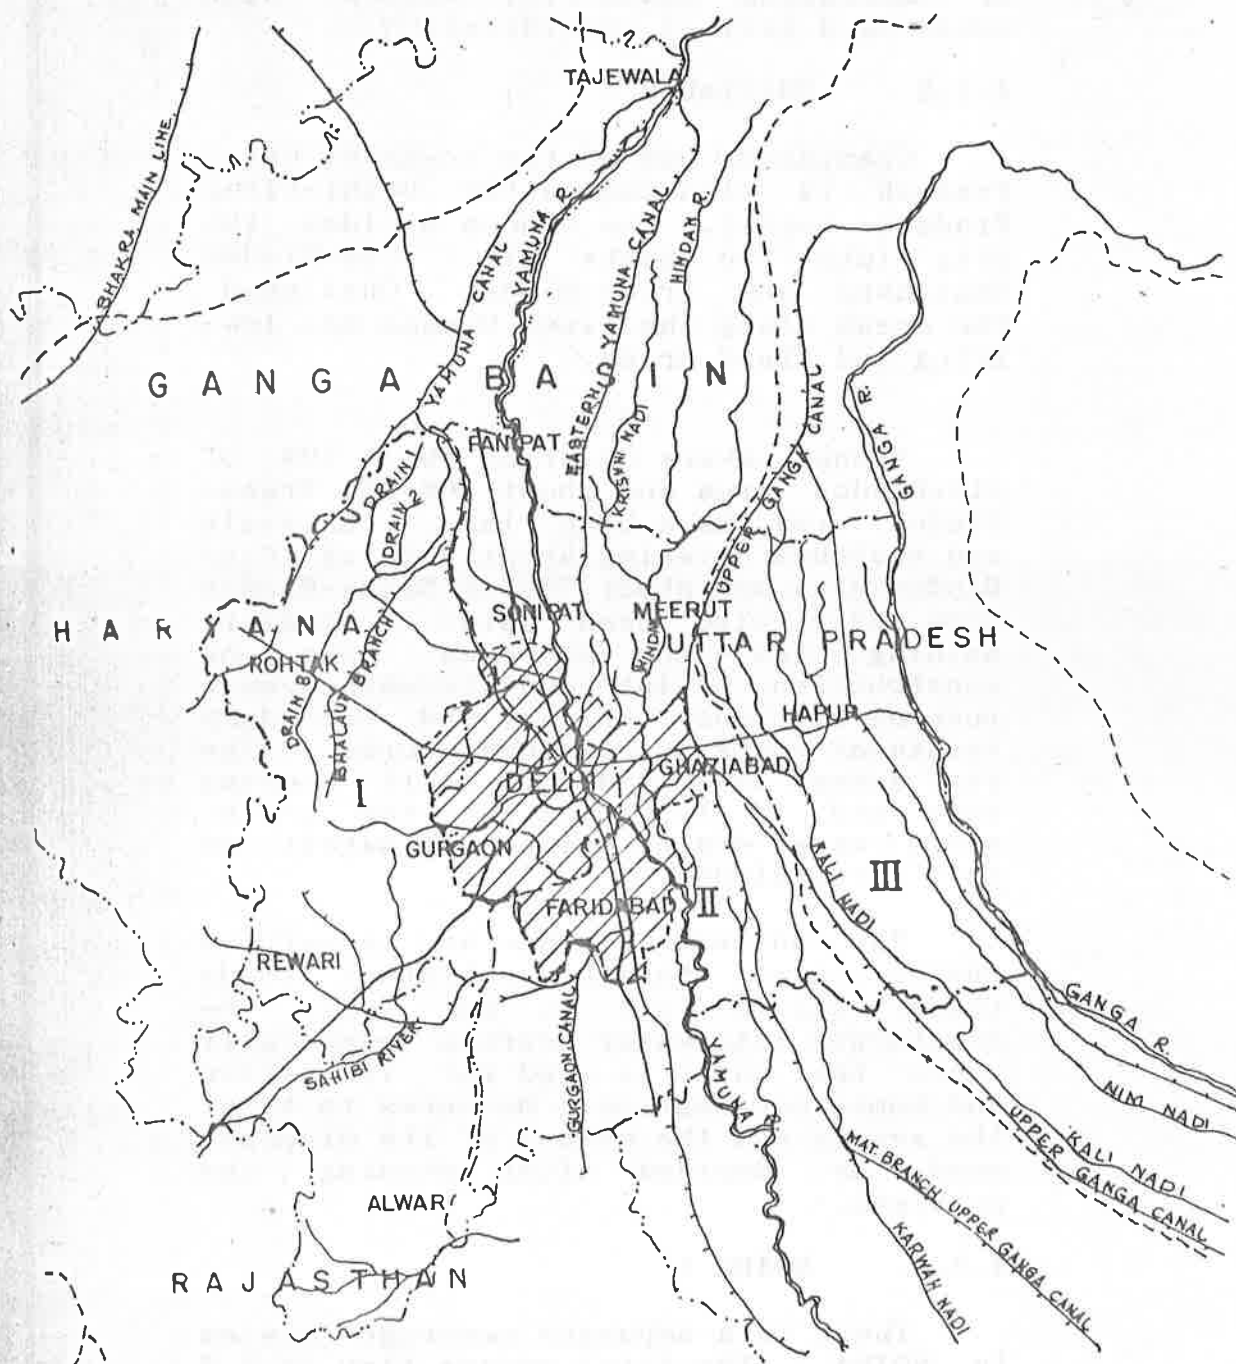 TAJEWALA
BHAKRA MAIN LINE
YAMUNA CANAL
YAMUNA R.
EASTERN YAMUNA CANAL
HINDAN R.
GANGA BA IN
KRISHNI NADI
UPPER GANGA CANAL
GANGA R.
PANIPAT
DRAIN 1
DRAIN 2
HARYANA
SONIPAT
MEERUT
HINDAN
UTTAR PRADESH
ROHTAK
DRAIN 8
BHALAUT BRANCH
HAPUR
I
DELHI
GHAZIABAD
GURGAON
KALI NADI
III
FARIDABAD
II
REWARI
SAHIBI RIVER
GURGAON CANAL
YAMUNA R.
GANGA R.
NIM NADI
KALI NADI
UPPER GANGA CANAL
MAT. BRANCH UPPER GANGA CANAL
KARWAN NADI
ALWAR
RAJASTHAN